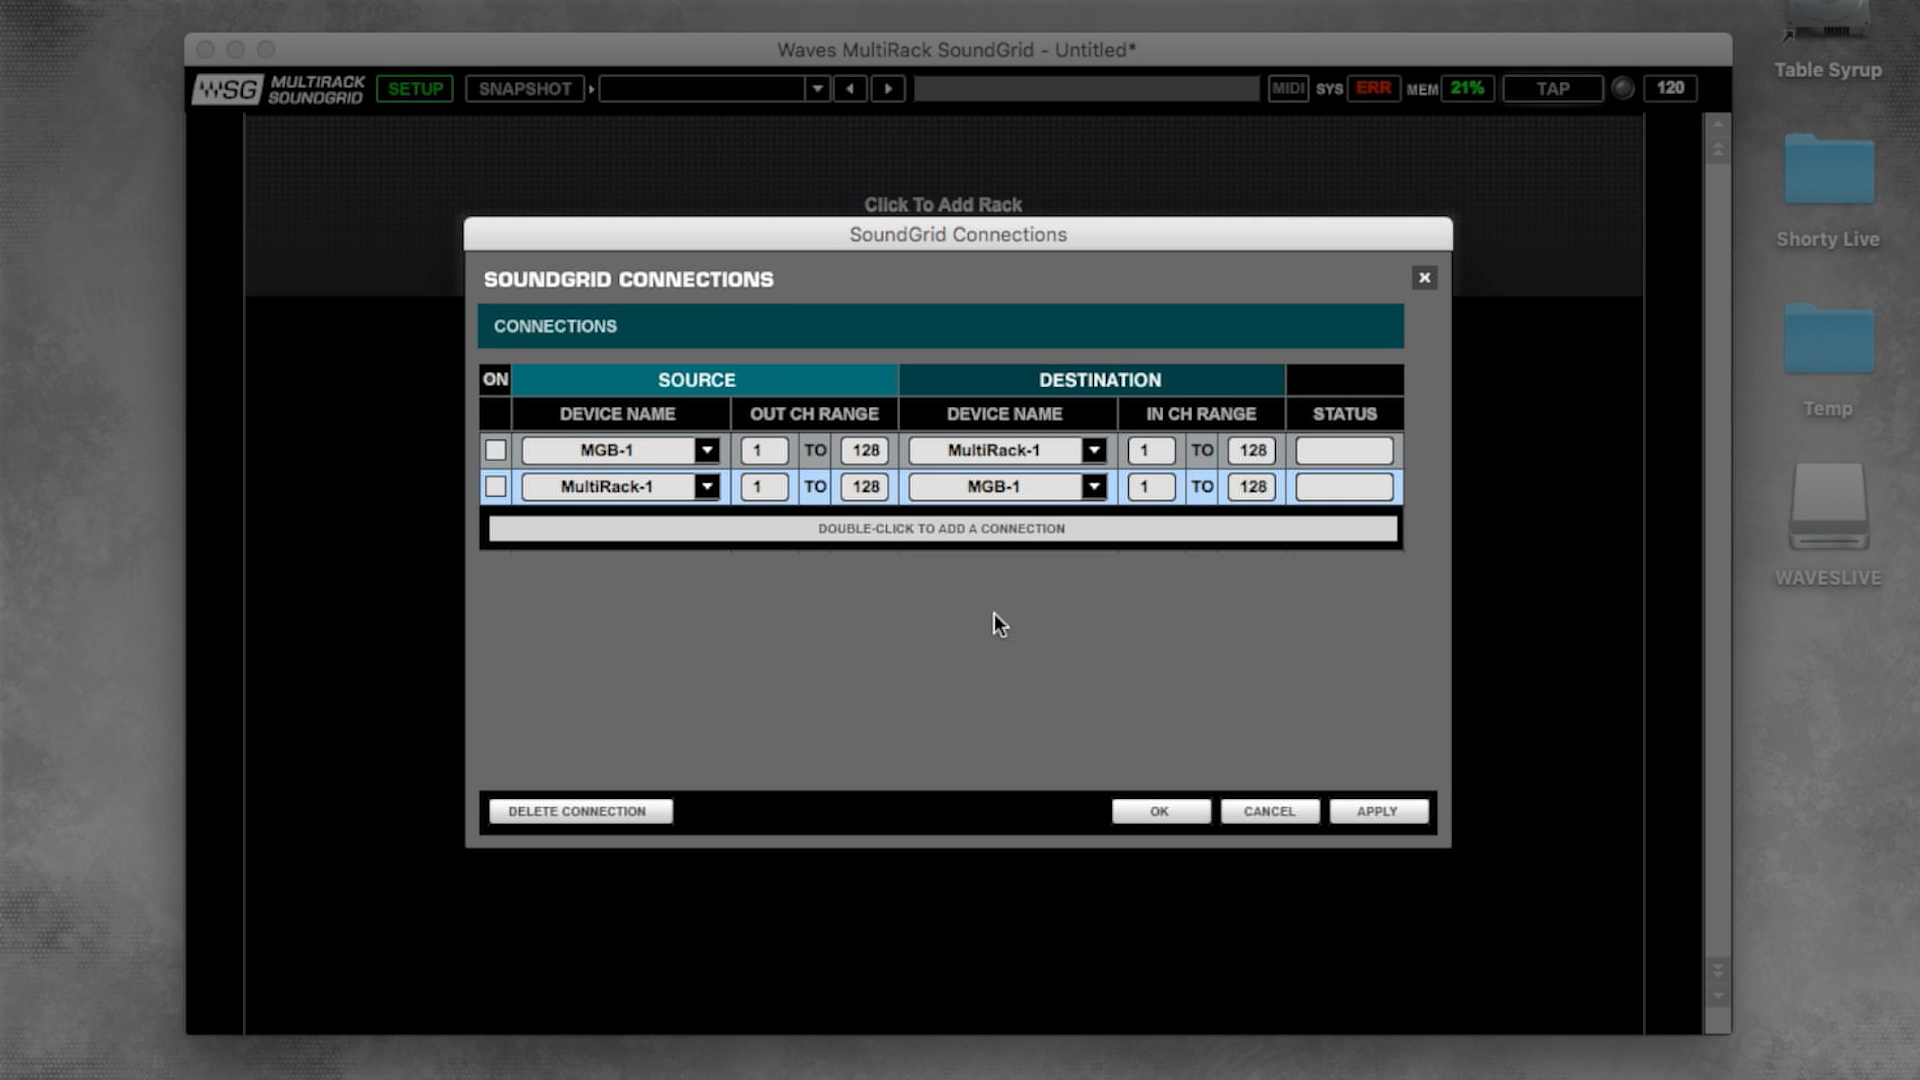 Waves MultiRack SoundGrid - Untitled*
WSG MULTIRACK SOUNDGRID SETUP SNAPSHOT MIDI SYS ERR MEM 21% TAP 120
Table Syrup
Shorty Live
Temp
WAVESLIVE
Click To Add Rack
SoundGrid Connections
SOUNDGRID CONNECTIONS
CONNECTIONS
ON SOURCE DESTINATION
DEVICE NAME OUT CH RANGE DEVICE NAME IN CH RANGE STATUS
MGB-1 1 TO 128 MultiRack-1 1 TO 128
MultiRack-1 1 TO 128 MGB-1 1 TO 128
DOUBLE-CLICK TO ADD A CONNECTION
DELETE CONNECTION OK CANCEL APPLY